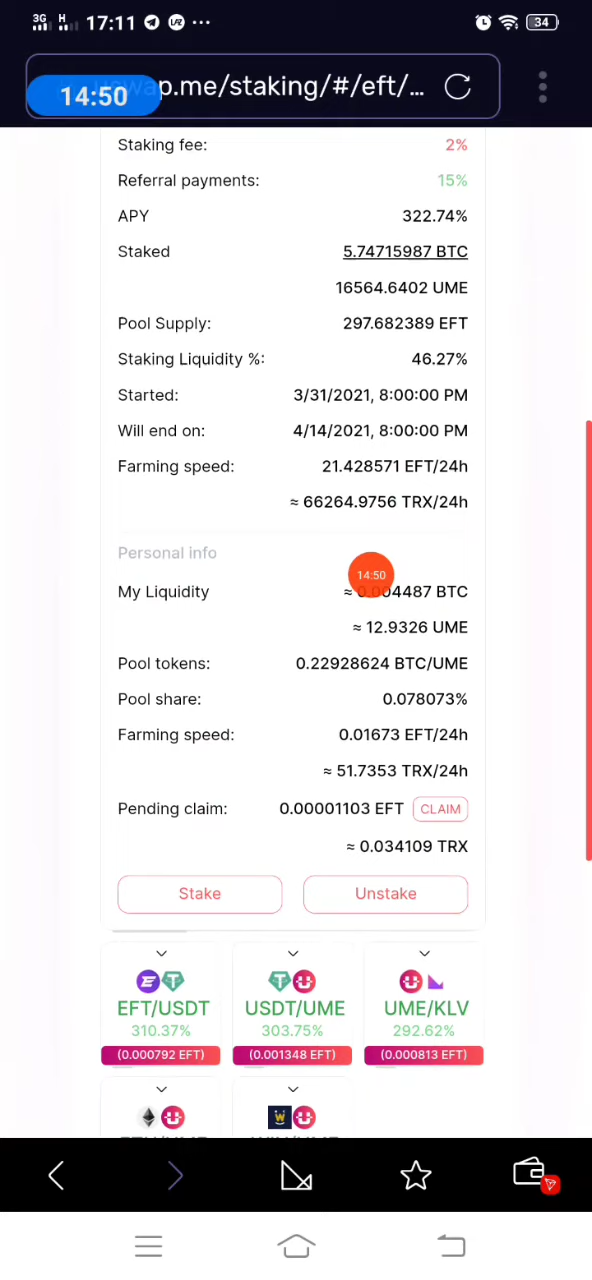 3G H 17:11 ... 34
14:50 p.me/staking/#/eft/...
Staking fee: 2%
Referral payments: 15%
APY 322.74%
Staked 5.74715987 BTC
16564.6402 UME
Pool Supply: 297.682389 EFT
Staking Liquidity %: 46.27%
Started: 3/31/2021, 8:00:00 PM
Will end on: 4/14/2021, 8:00:00 PM
Farming speed: 21.428571 EFT/24h
≈ 66264.9756 TRX/24h
Personal info
14:50
My Liquidity ≈ 0.004487 BTC
≈ 12.9326 UME
Pool tokens: 0.22928624 BTC/UME
Pool share: 0.078073%
Farming speed: 0.01673 EFT/24h
≈ 51.7353 TRX/24h
Pending claim: 0.00001103 EFT CLAIM
≈ 0.034109 TRX
Stake Unstake
EFT/USDT USDT/UME UME/KLV
310.37% 303.75% 292.62%
(0.000792 EFT) (0.001348 EFT) (0.000813 EFT)